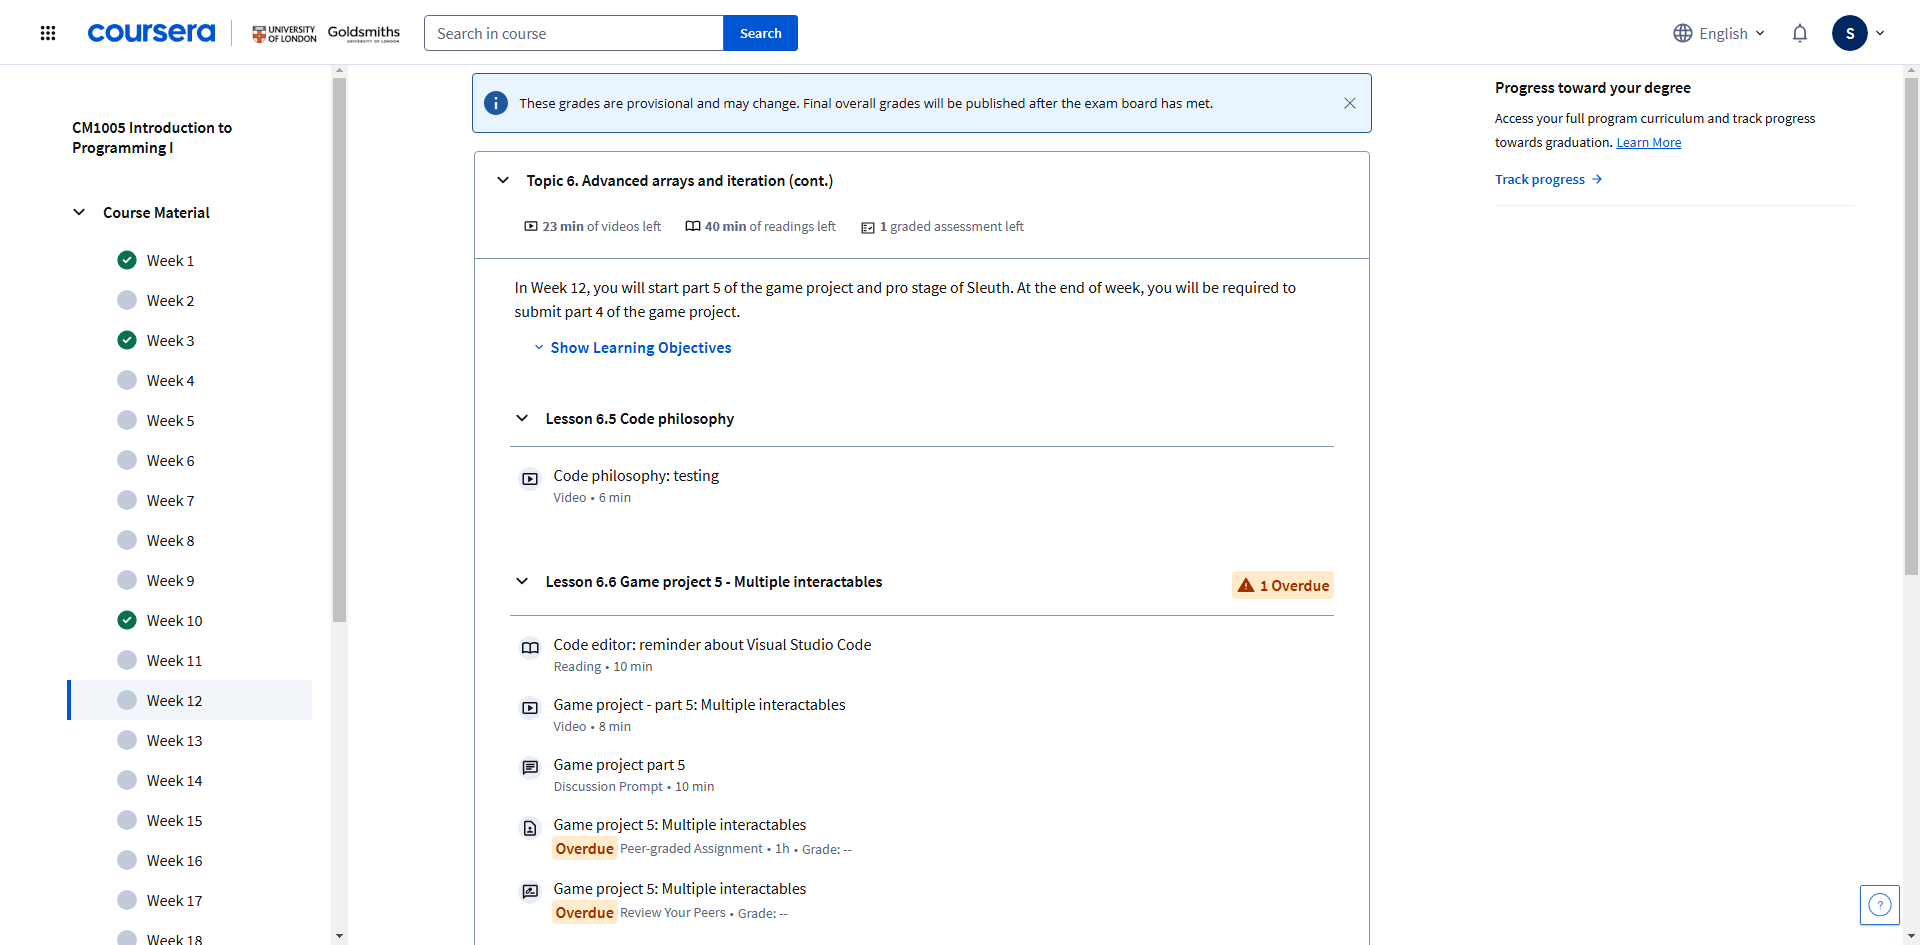 coursera
UNIVERSITY
OF LONDON
Goldsmiths
UNIVERSITY OF LONDON
Search in course
Search
English
S
CM1005 Introduction to
Programming I
Course Material
Week 1
Week 2
Week 3
Week 4
Week 5
Week 6
Week 7
Week 8
Week 9
Week 10
Week 11
Week 12
Week 13
Week 14
Week 15
Week 16
Week 17
Week 18
These grades are provisional and may change. Final overall grades will be published after the exam board has met.
Topic 6. Advanced arrays and iteration (cont.)
23 min of videos left
40 min of readings left
1 graded assessment left
In Week 12, you will start part 5 of the game project and pro stage of Sleuth. At the end of week, you will be required to
submit part 4 of the game project.
Show Learning Objectives
Lesson 6.5 Code philosophy
Code philosophy: testing
Video • 6 min
Lesson 6.6 Game project 5 - Multiple interactables
1 Overdue
Code editor: reminder about Visual Studio Code
Reading • 10 min
Game project - part 5: Multiple interactables
Video • 8 min
Game project part 5
Discussion Prompt • 10 min
Game project 5: Multiple interactables
Overdue Peer-graded Assignment • 1h • Grade: --
Game project 5: Multiple interactables
Overdue Review Your Peers • Grade: --
Progress toward your degree
Access your full program curriculum and track progress
towards graduation. Learn More
Track progress →
?